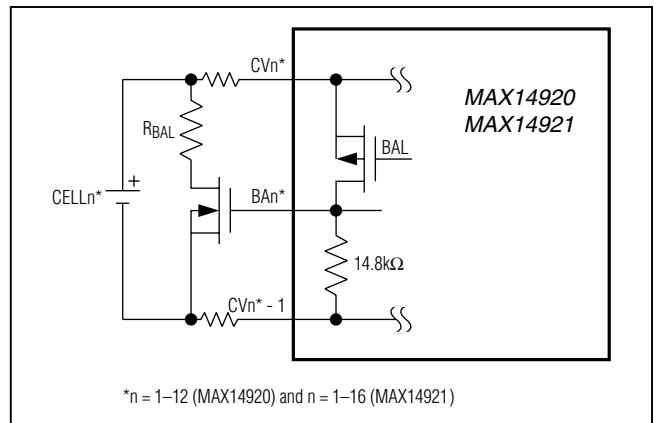 CVn*
MAX14920
MAX14921
RBAL
BAL
CELLn*
+
BAn*
14.8kΩ
CVn* - 1
*n = 1–12 (MAX14920) and n = 1–16 (MAX14921)